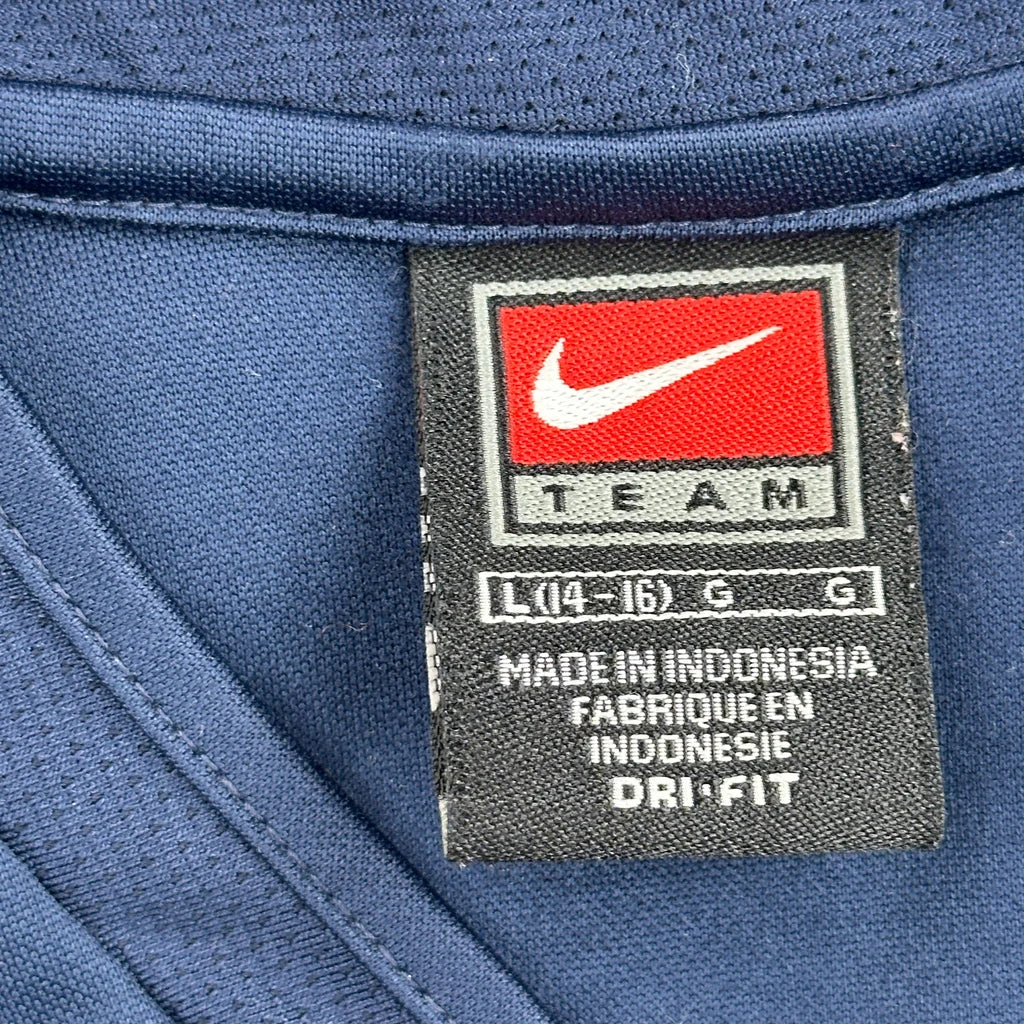 TEAM
L(14-16) G G
MADE IN INDONESIA
FABRIQUE EN
INDONESIE
DRI·FIT